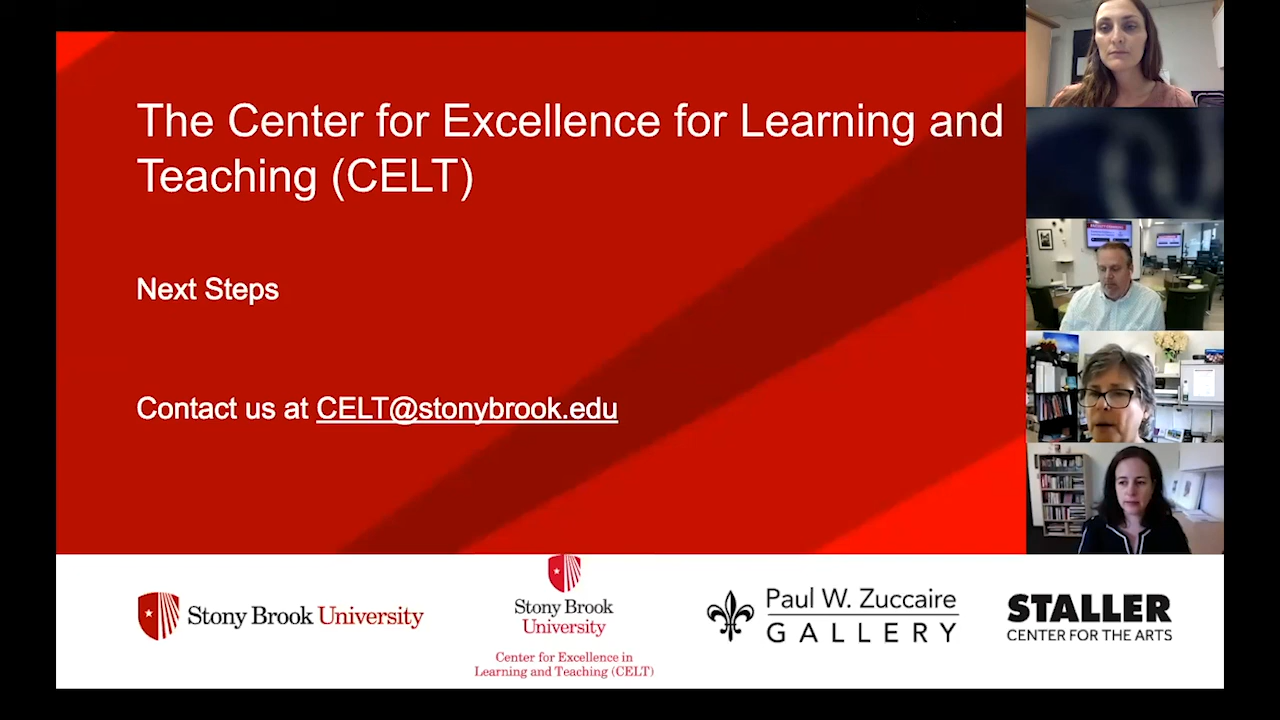 The Center for Excellence for Learning and
Teaching (CELT)
Next Steps
Contact us at CELT@stonybrook.edu
Stony Brook University
Stony Brook
University
Center for Excellence in
Learning and Teaching (CELT)
Paul W. Zuccaire
GALLERY
STALLER
CENTER FOR THE ARTS